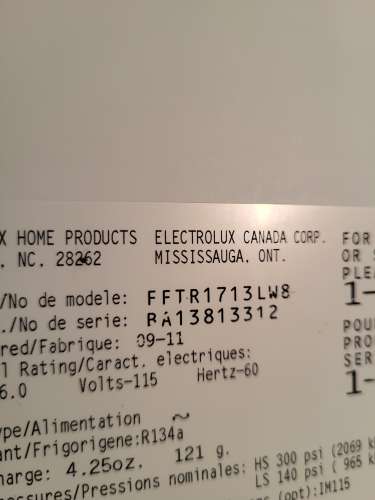 X HOME PRODUCTS ELECTROLUX CANADA CORP. FOR
. NC. 28262 MISSISSAUGA, ONT. OR S
PLE
/No de modele: FFTR1713LW8 1-
./No de serie: BA13813312
red/Fabrique: 09-11 POU
l Rating/Caract. electriques: PRO
6.0 Volts-115 Hertz-60 SER
1-
ype/Alimentation ~
ant/Frigorigene:R134a
harge: 4.25oz. 121 g.
essures/Pressions nominales: HS 300 psi (2069 k
LS 140 psi ( 965 k
(opt):IM115